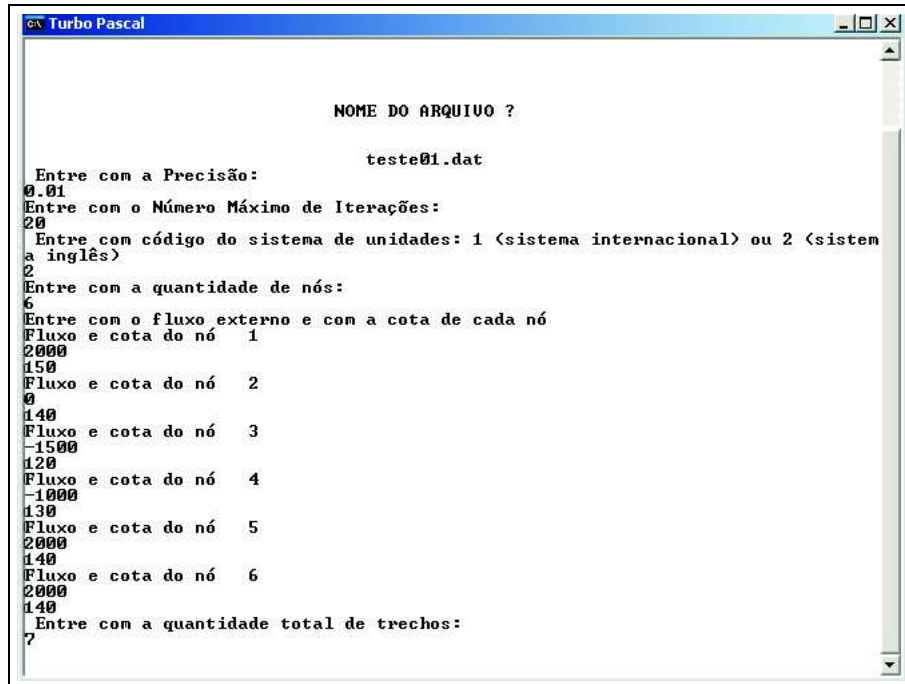 Turbo Pascal
NOME DO ARQUIVO ?
teste01.dat
Entre com a Precisão:
0.01
Entre com o Número Máximo de Iterações:
20
Entre com código do sistema de unidades: 1 (sistema internacional) ou 2 (sistem
a inglês)
2
Entre com a quantidade de nós:
6
Entre com o fluxo externo e com a cota de cada nó
Fluxo e cota do nó 1
2000
150
Fluxo e cota do nó 2
0
140
Fluxo e cota do nó 3
-1500
120
Fluxo e cota do nó 4
-1000
130
Fluxo e cota do nó 5
2000
140
Fluxo e cota do nó 6
2000
140
Entre com a quantidade total de trechos:
7